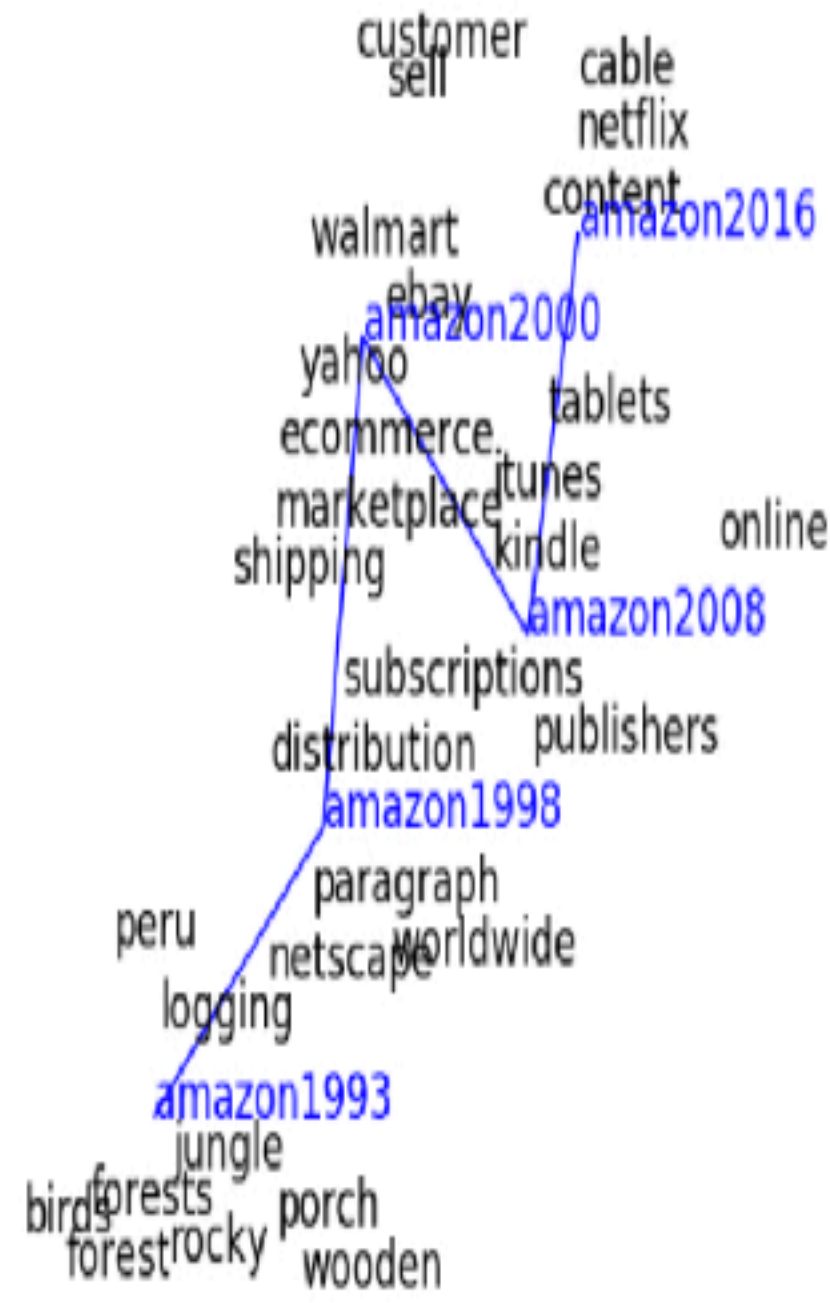 customer
sell
cable
netflix
content
amazon2016
walmart
ebay
amazon2000
yahoo
tablets
ecommerce
itunes
marketplace
online
kindle
shipping
amazon2008
subscriptions
publishers
distribution
amazon1998
paragraph
peru
worldwide
netscape
logging
amazon1993
jungle
forests
birds
porch
rocky
forest
wooden